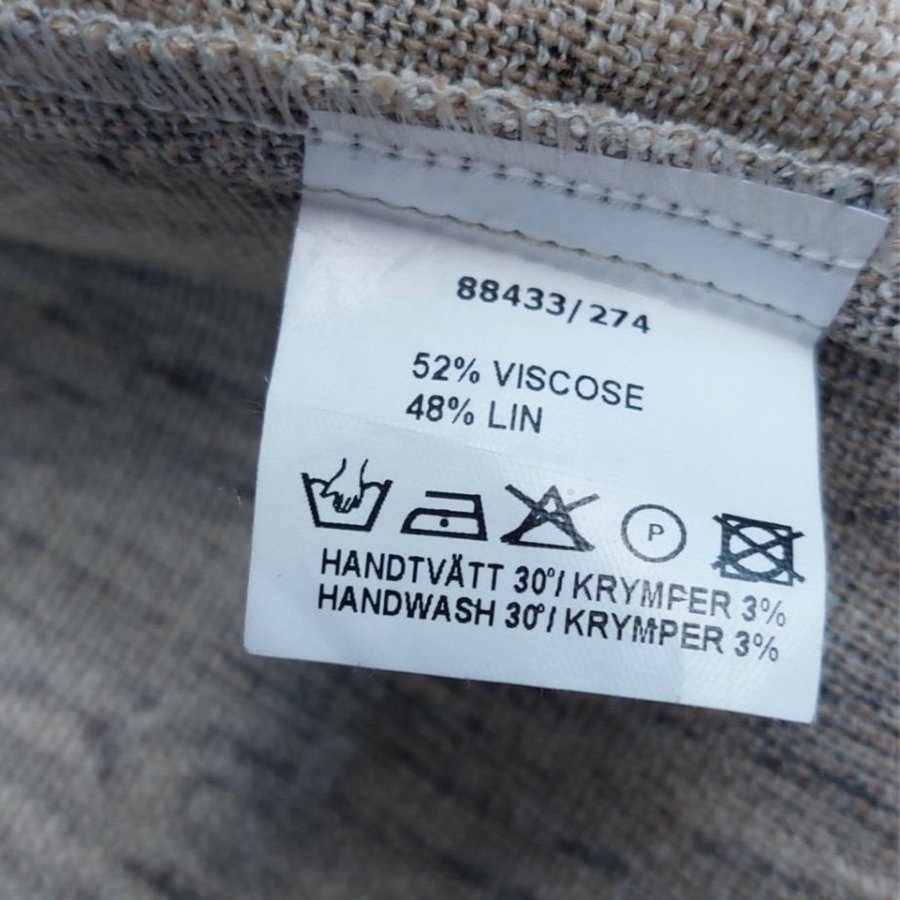 88433/274
52% VISCOSE
48% LIN
P
HANDTVÄTT 30°/ KRYMPER 3%
HANDWASH 30°/ KRYMPER 3%